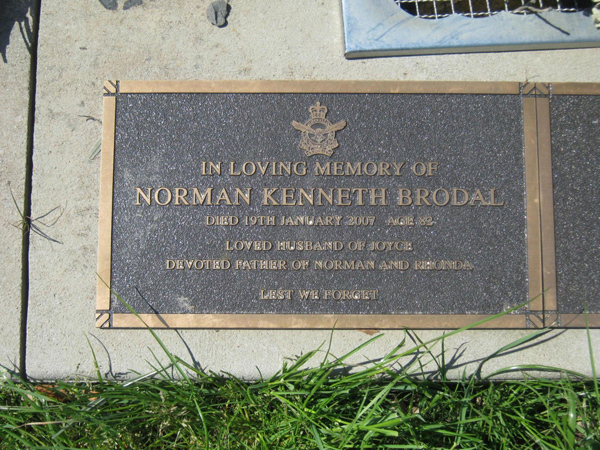 IN LOVING MEMORY OF
NORMAN KENNETH BRODAL
DIED 19TH JANUARY 2007 AGE 82
LOVED HUSBAND OF JOYCE
DEVOTED FATHER OF NORMAN AND RHONDA
LEST WE FORGET